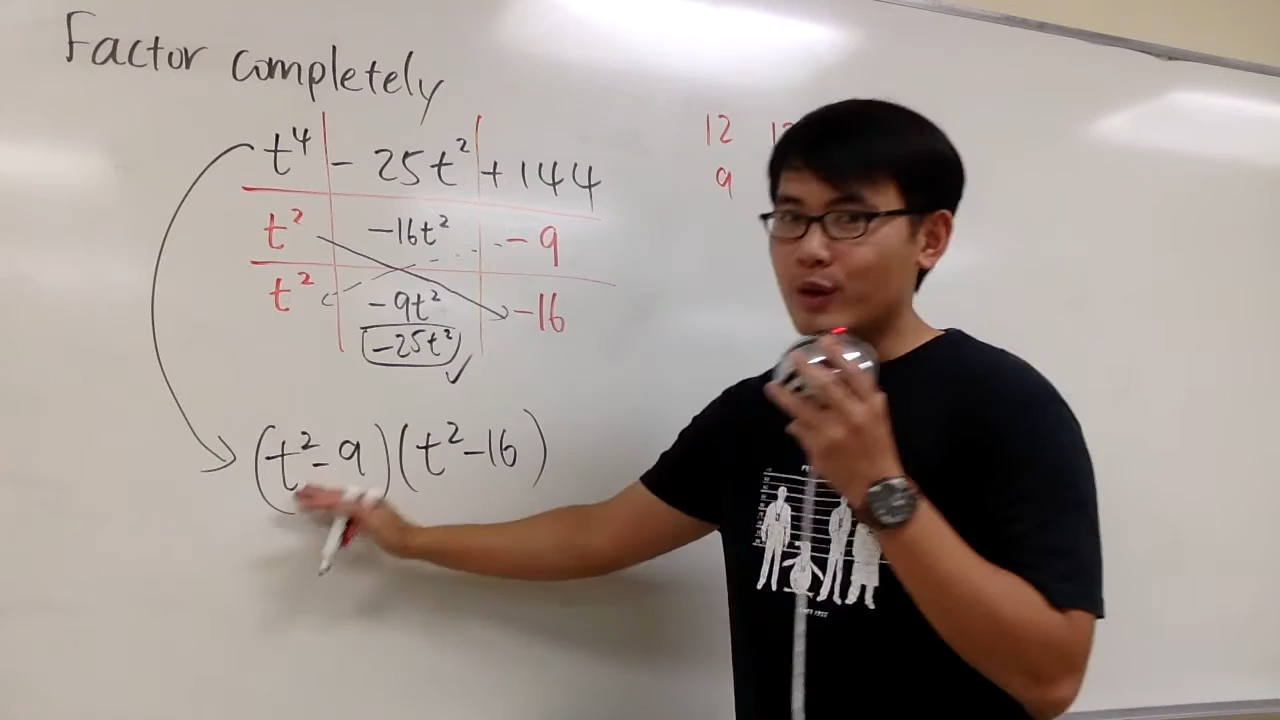 Factor completely
t⁴ - 25t² + 144
t² -16t² -9
t² -9t² -16
-25t² ✓
(t²-9)(t²-16)
12
9